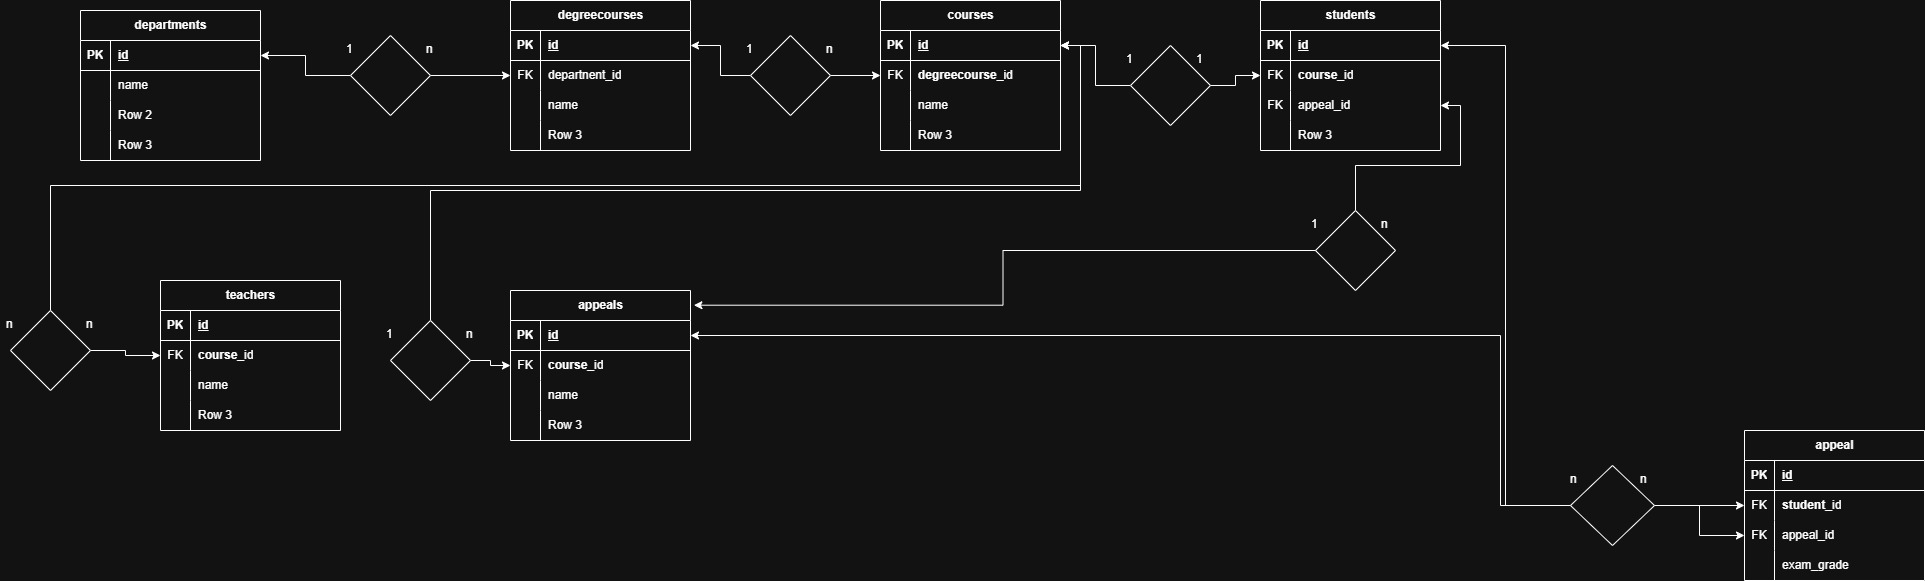 departments
PK id
name
Row 2
Row 3
1
n
degreecourses
PK id
FK department_id
name
Row 3
1
n
courses
PK id
FK degreecourse_id
name
Row 3
1
1
students
PK id
FK course_id
FK appeal_id
Row 3
1
n
n
n
teachers
PK id
FK course_id
name
Row 3
1
n
appeals
PK id
FK course_id
name
Row 3
n
n
appeal
PK id
FK student_id
FK appeal_id
exam_grade